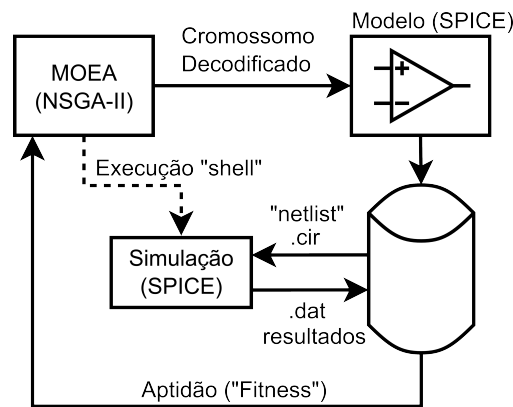 Modelo (SPICE)
Cromossomo
Decodificado
MOEA
(NSGA-II)
Execução "shell"
"netlist"
.cir
Simulação
(SPICE)
.dat
resultados
Aptidão ("Fitness")